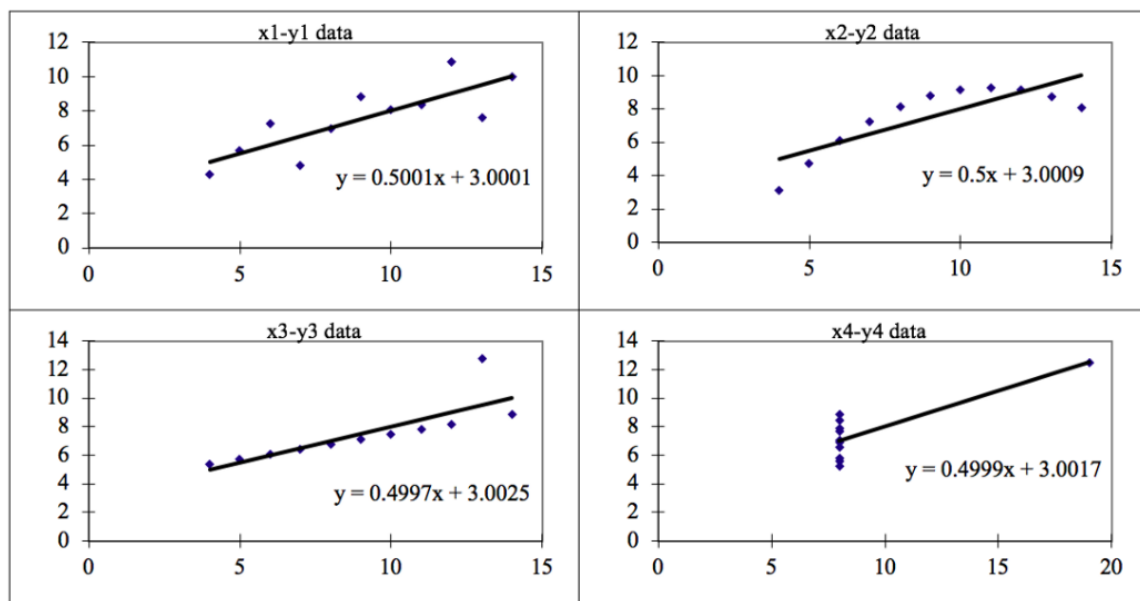 x1-y1 data
12
10
8
6
4
2
0
0 5 10 15
y = 0.5001x + 3.0001
x2-y2 data
12
10
8
6
4
2
0
0 5 10 15
y = 0.5x + 3.0009
x3-y3 data
14
12
10
8
6
4
2
0
0 5 10 15
y = 0.4997x + 3.0025
x4-y4 data
14
12
10
8
6
4
2
0
0 5 10 15 20
y = 0.4999x + 3.0017